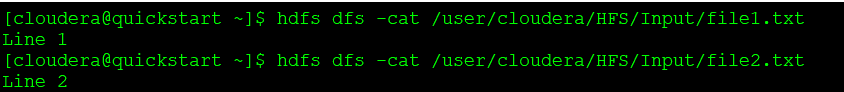 [cloudera@quickstart ~]$ hdfs dfs -cat /user/cloudera/HFS/Input/file1.txt
Line 1
[cloudera@quickstart ~]$ hdfs dfs -cat /user/cloudera/HFS/Input/file2.txt
Line 2